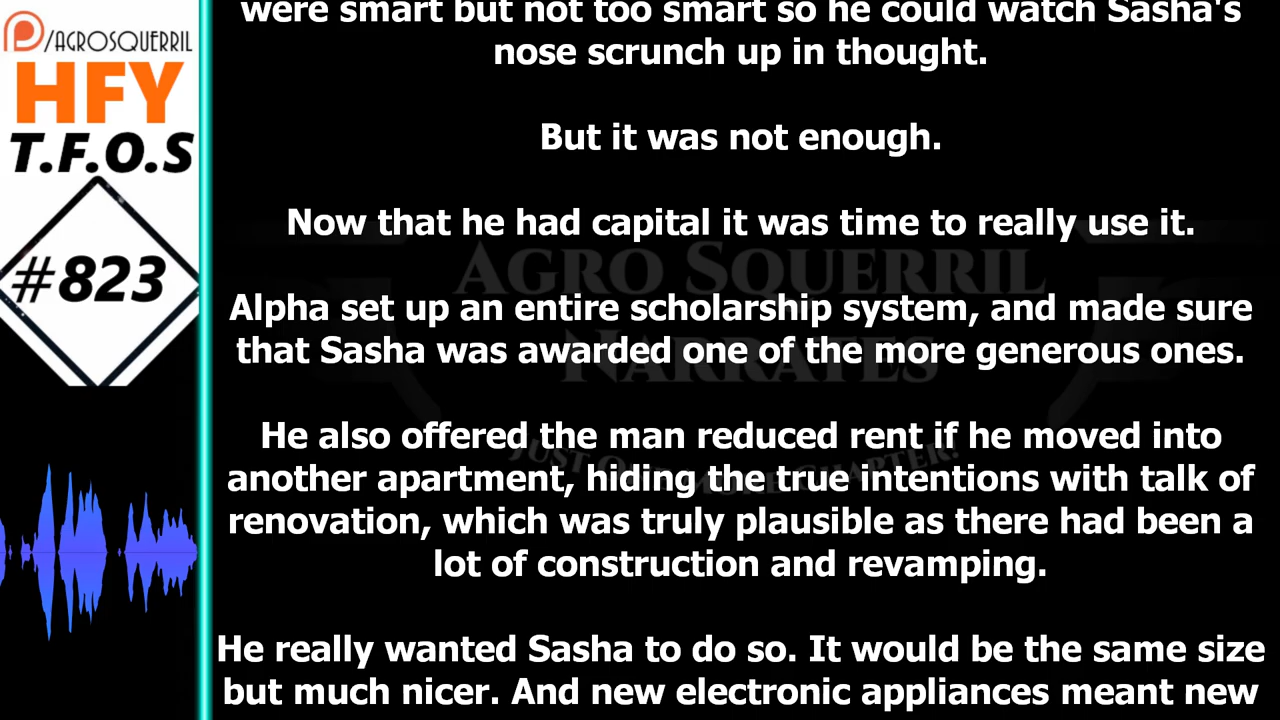 /AGROSQUERRIL
HFY
T.F.O.S
#823
were smart but not too smart so he could watch Sasha's
nose scrunch up in thought.
But it was not enough.
Now that he had capital it was time to really use it.
Alpha set up an entire scholarship system, and made sure
that Sasha was awarded one of the more generous ones.
He also offered the man reduced rent if he moved into
another apartment, hiding the true intentions with talk of
renovation, which was truly plausible as there had been a
lot of construction and revamping.
He really wanted Sasha to do so. It would be the same size
but much nicer. And new electronic appliances meant new
AGRO SQUERRIL
NARRATES